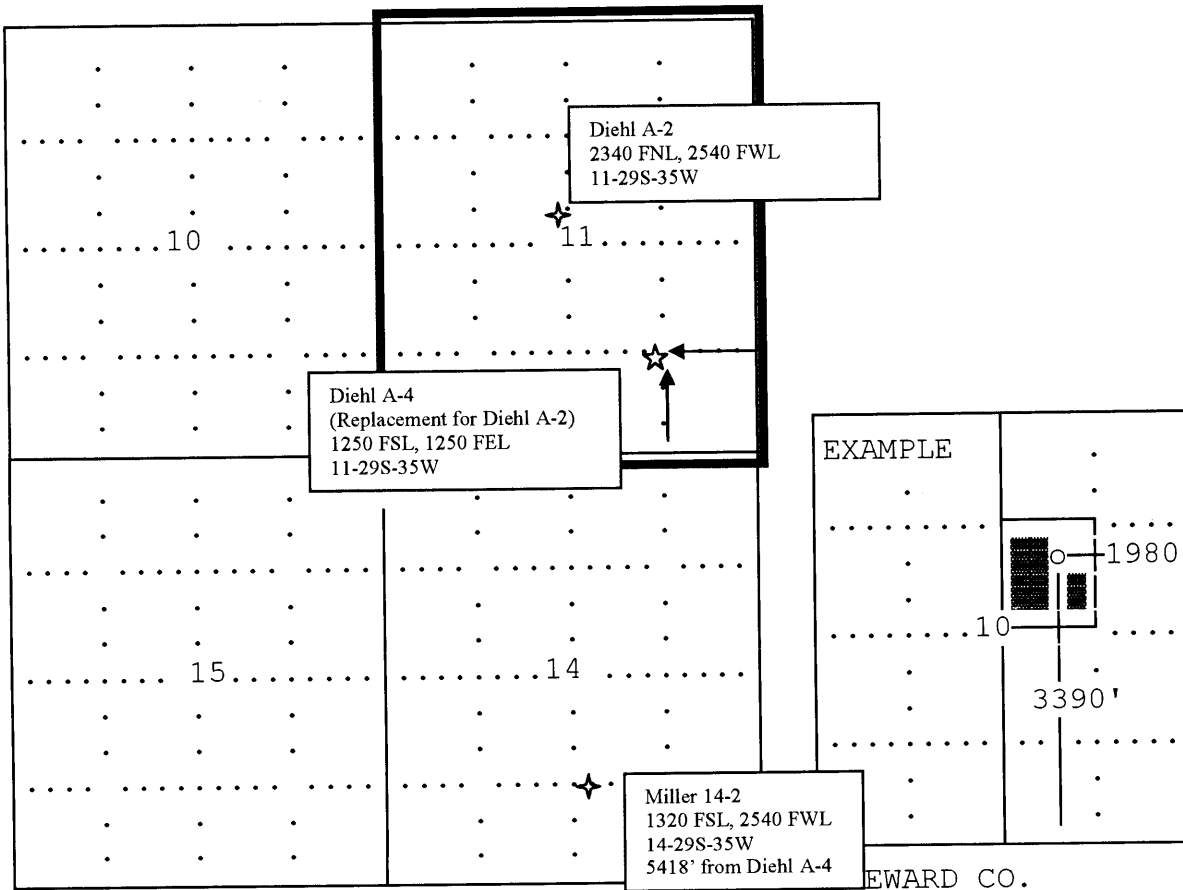 Diehl A-2
2340 FNL, 2540 FWL
11-29S-35W
10
11
Diehl A-4
(Replacement for Diehl A-2)
1250 FSL, 1250 FEL
11-29S-35W
EXAMPLE
1980
10
3390'
15
14
Miller 14-2
1320 FSL, 2540 FWL
14-29S-35W
5418’ from Diehl A-4
EWARD CO.